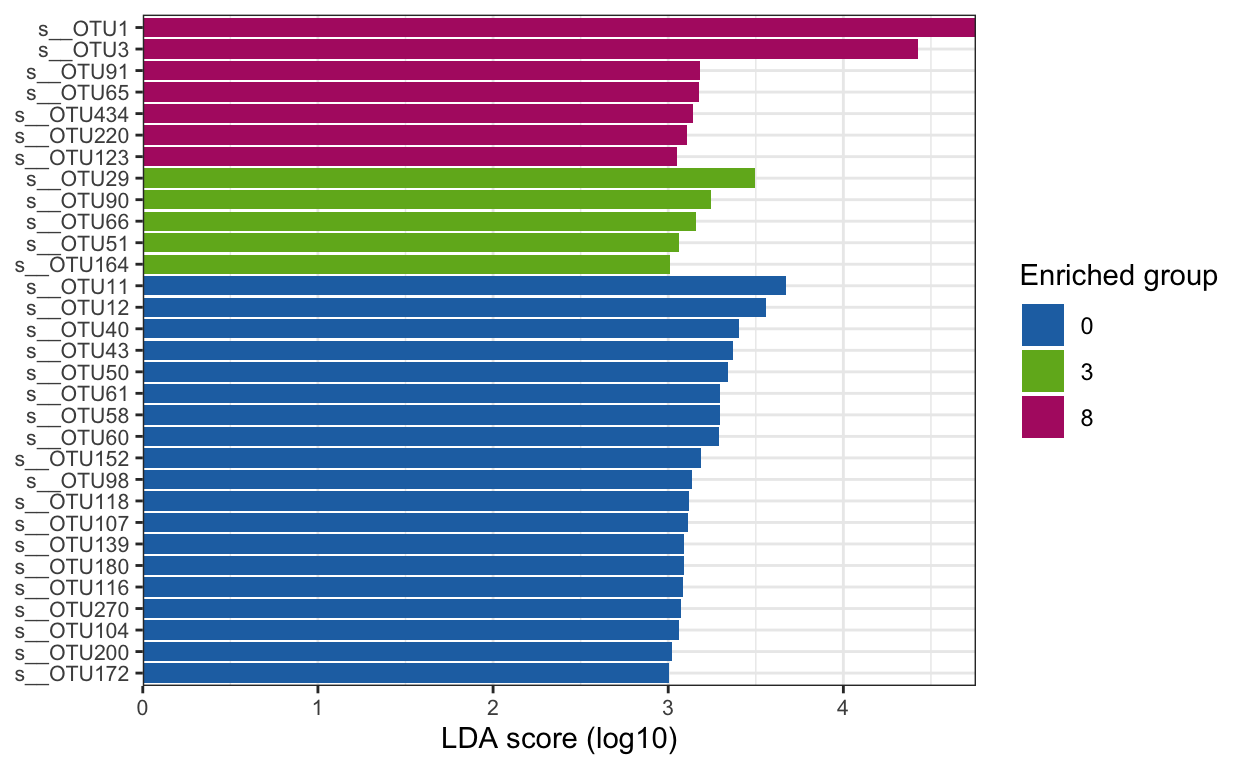 s__OTU1
s__OTU3
s__OTU91
s__OTU65
s__OTU434
s__OTU220
s__OTU123
s__OTU29
s__OTU90
s__OTU66
s__OTU51
s__OTU164
s__OTU11
s__OTU12
s__OTU40
s__OTU43
s__OTU50
s__OTU61
s__OTU58
s__OTU60
s__OTU152
s__OTU98
s__OTU118
s__OTU107
s__OTU139
s__OTU180
s__OTU116
s__OTU270
s__OTU104
s__OTU200
s__OTU172
0 1 2 3 4
LDA score (log10)
Enriched group
0
3
8